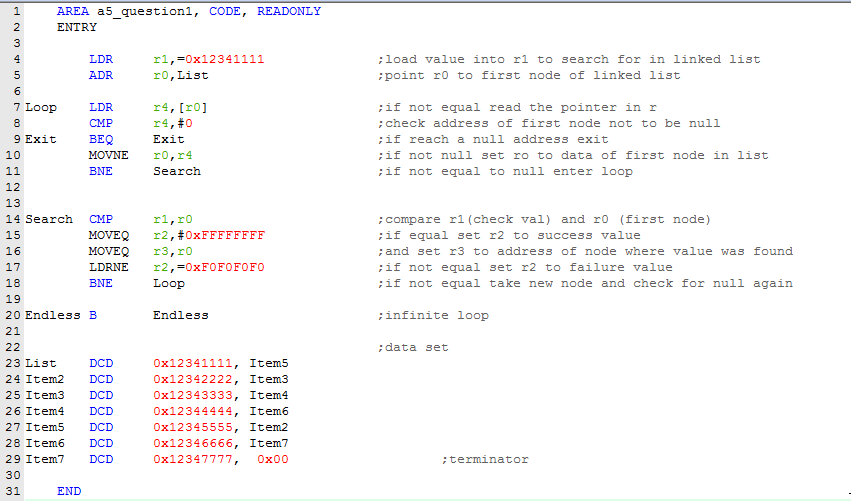 1 AREA a5_question1, CODE, READONLY
2 ENTRY
3
4 LDR r1,=0x12341111 ;load value into r1 to search for in linked list
5 ADR r0,List ;point r0 to first node of linked list
6
7 Loop LDR r4,[r0] ;if not equal read the pointer in r
8 CMP r4,#0 ;check address of first node not to be null
9 Exit BEQ Exit ;if reach a null address exit
10 MOVNE r0,r4 ;if not null set ro to data of first node in list
11 BNE Search ;if not equal to null enter loop
12
13
14 Search CMP r1,r0 ;compare r1(check val) and r0 (first node)
15 MOVEQ r2,#0xFFFFFFFF ;if equal set r2 to success value
16 MOVEQ r3,r0 ;and set r3 to address of node where value was found
17 LDRNE r2,=0xF0F0F0F0 ;if not equal set r2 to failure value
18 BNE Loop ;if not equal take new node and check for null again
19
20 Endless B Endless ;infinite loop
21
22 ;data set
23 List DCD 0x12341111, Item5
24 Item2 DCD 0x12342222, Item3
25 Item3 DCD 0x12343333, Item4
26 Item4 DCD 0x12344444, Item6
27 Item5 DCD 0x12345555, Item2
28 Item6 DCD 0x12346666, Item7
29 Item7 DCD 0x12347777, 0x00 ;terminator
30
31 END